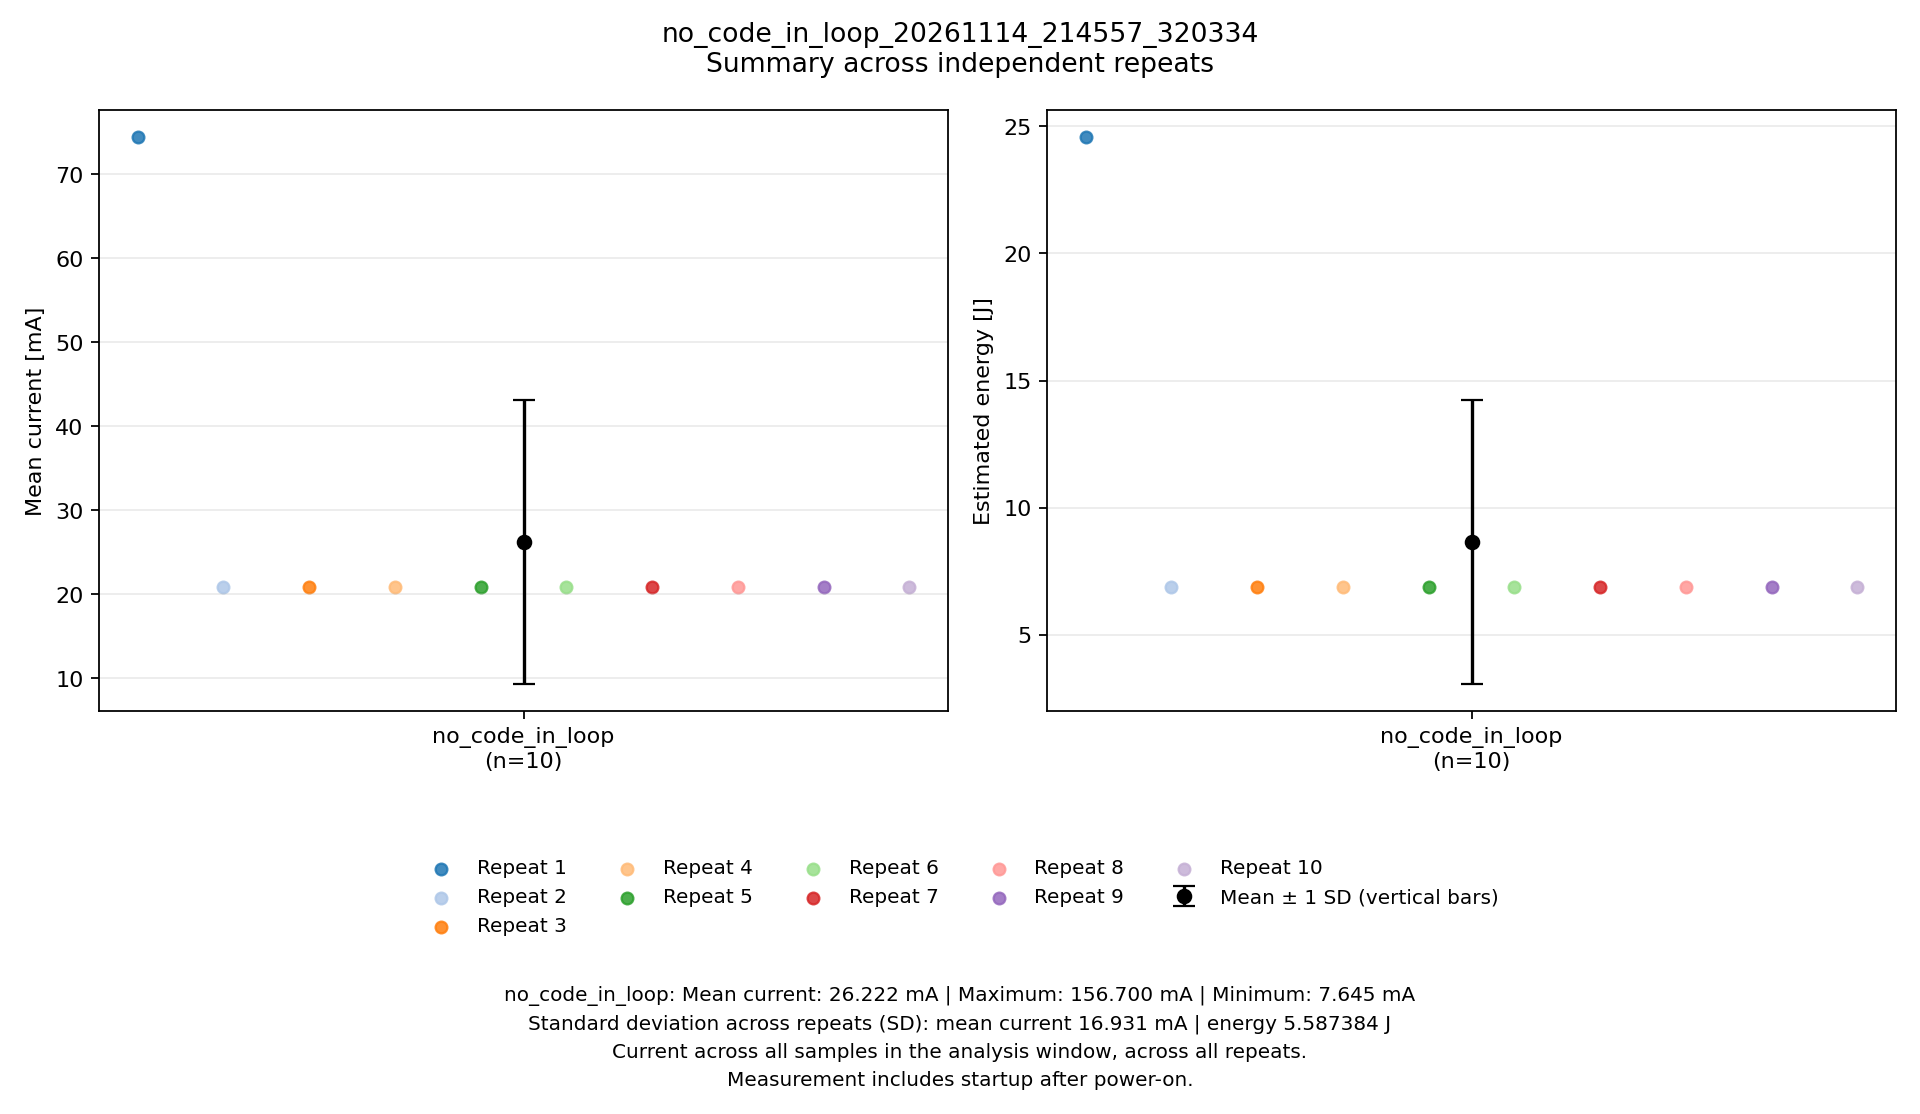 no_code_in_loop_20261114_214557_320334
Summary across independent repeats
Mean current [mA]
70
60
50
40
30
20
10
no_code_in_loop
(n=10)
Estimated energy [J]
25
20
15
10
5
no_code_in_loop
(n=10)
Repeat 1
Repeat 2
Repeat 3
Repeat 4
Repeat 5
Repeat 6
Repeat 7
Repeat 8
Repeat 9
Repeat 10
Mean ± 1 SD (vertical bars)
no_code_in_loop: Mean current: 26.222 mA | Maximum: 156.700 mA | Minimum: 7.645 mA
Standard deviation across repeats (SD): mean current 16.931 mA | energy 5.587384 J
Current across all samples in the analysis window, across all repeats.
Measurement includes startup after power-on.